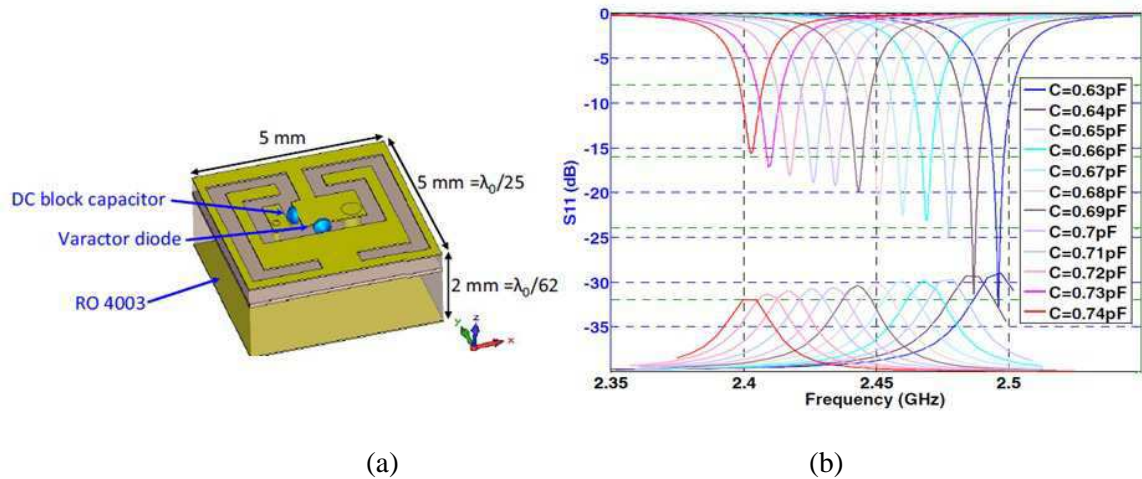 5 mm
5 mm =λ0/25
DC block capacitor
Varactor diode
RO 4003
2 mm =λ0/62
z
y
x
(a)
S11 (dB)
0
-5
-10
-15
-20
-25
-30
-35
2.35
2.4
2.45
2.5
Frequency (GHz)
C=0.63pF
C=0.64pF
C=0.65pF
C=0.66pF
C=0.67pF
C=0.68pF
C=0.69pF
C=0.7pF
C=0.71pF
C=0.72pF
C=0.73pF
C=0.74pF
(b)